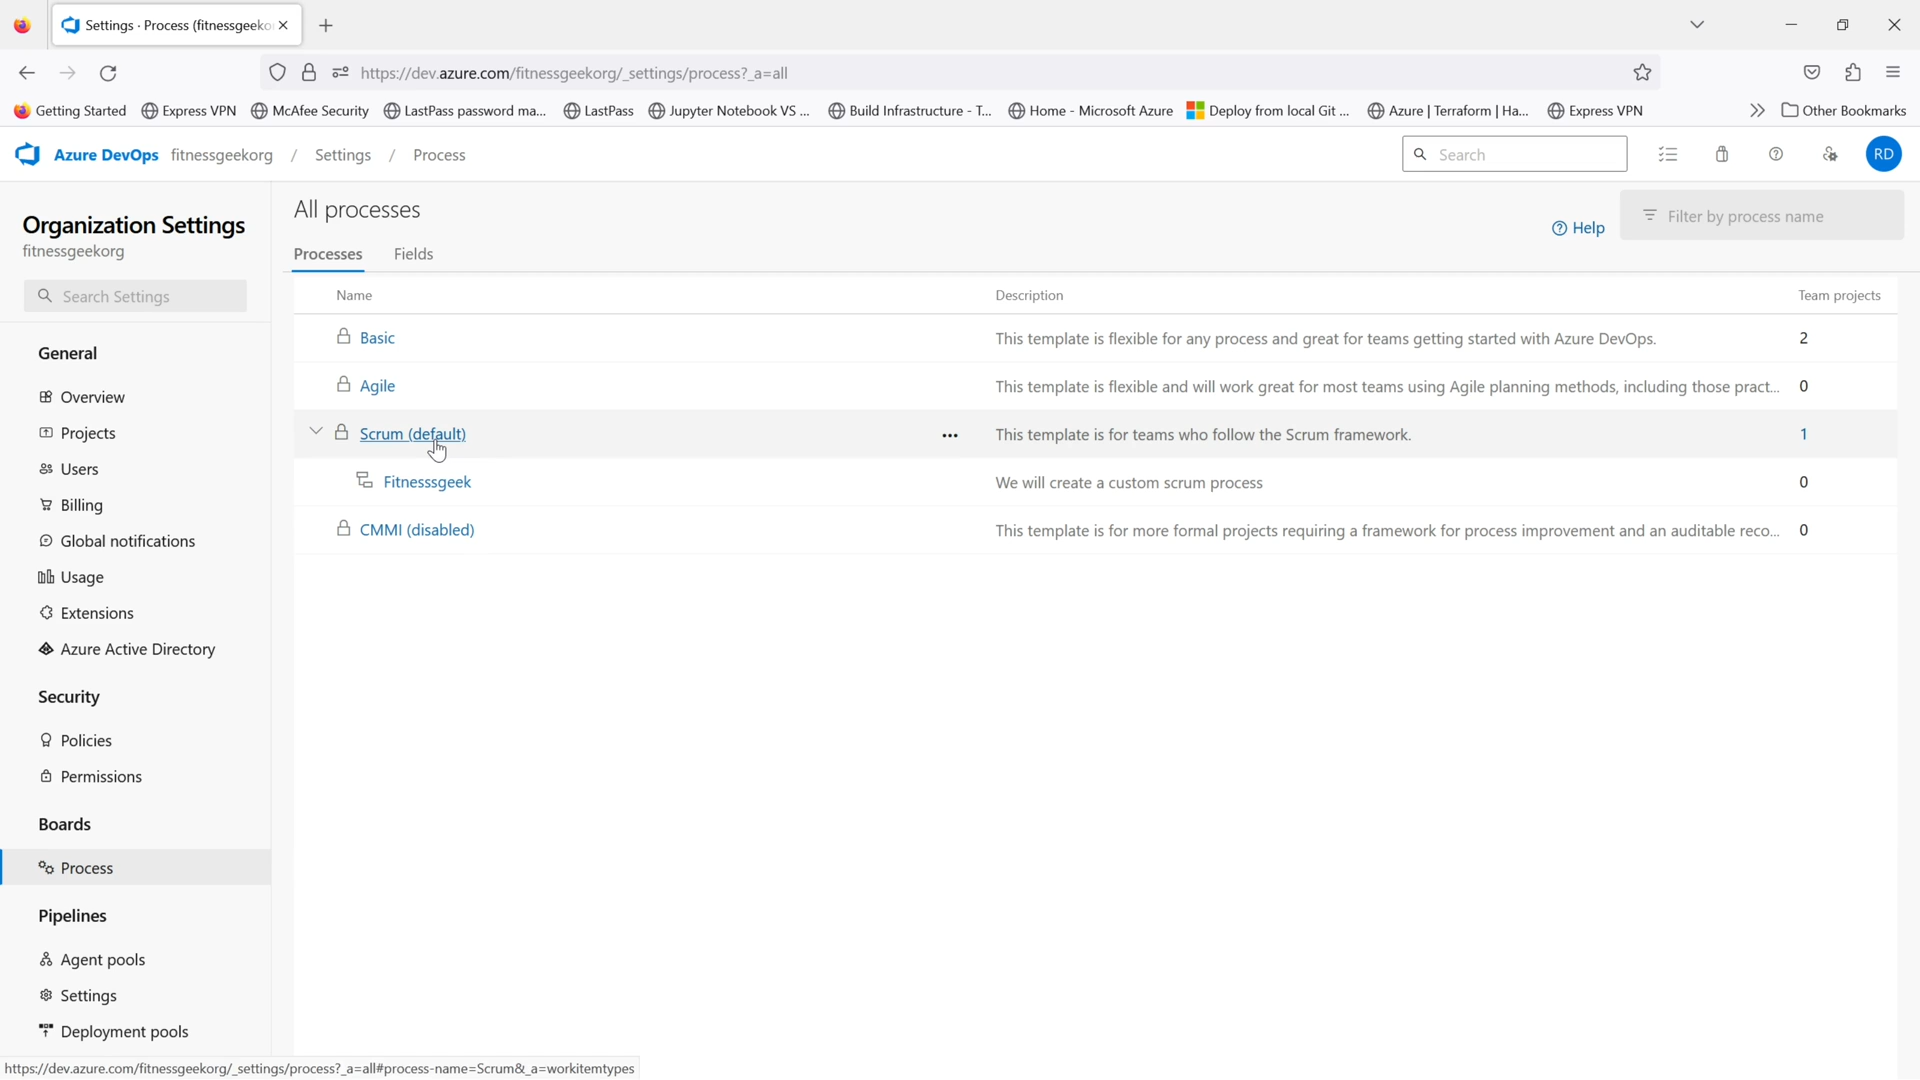 Settings · Process (fitnessgeeko
https://dev.azure.com/fitnessgeekorg/_settings/process?_a=all
Getting Started
Express VPN
McAfee Security
LastPass password ma...
LastPass
Jupyter Notebook VS ...
Build Infrastructure - T...
Home - Microsoft Azure
Deploy from local Git ...
Azure | Terraform | Ha...
Express VPN
Other Bookmarks
Azure DevOps fitnessgeekorg / Settings / Process
Search
RD
Organization Settings
fitnessgeekorg
Search Settings
General
Overview
Projects
Users
Billing
Global notifications
Usage
Extensions
Azure Active Directory
Security
Policies
Permissions
Boards
Process
Pipelines
Agent pools
Settings
Deployment pools
All processes
Help
Filter by process name
Processes Fields
Name Description Team projects
Basic This template is flexible for any process and great for teams getting started with Azure DevOps. 2
Agile This template is flexible and will work great for most teams using Agile planning methods, including those pract... 0
Scrum (default) ... This template is for teams who follow the Scrum framework. 1
Fitnesssgeek We will create a custom scrum process 0
CMMI (disabled) This template is for more formal projects requiring a framework for process improvement and an auditable reco... 0
https://dev.azure.com/fitnessgeekorg/_settings/process?_a=all#process-name=Scrum&_a=workitemtypes